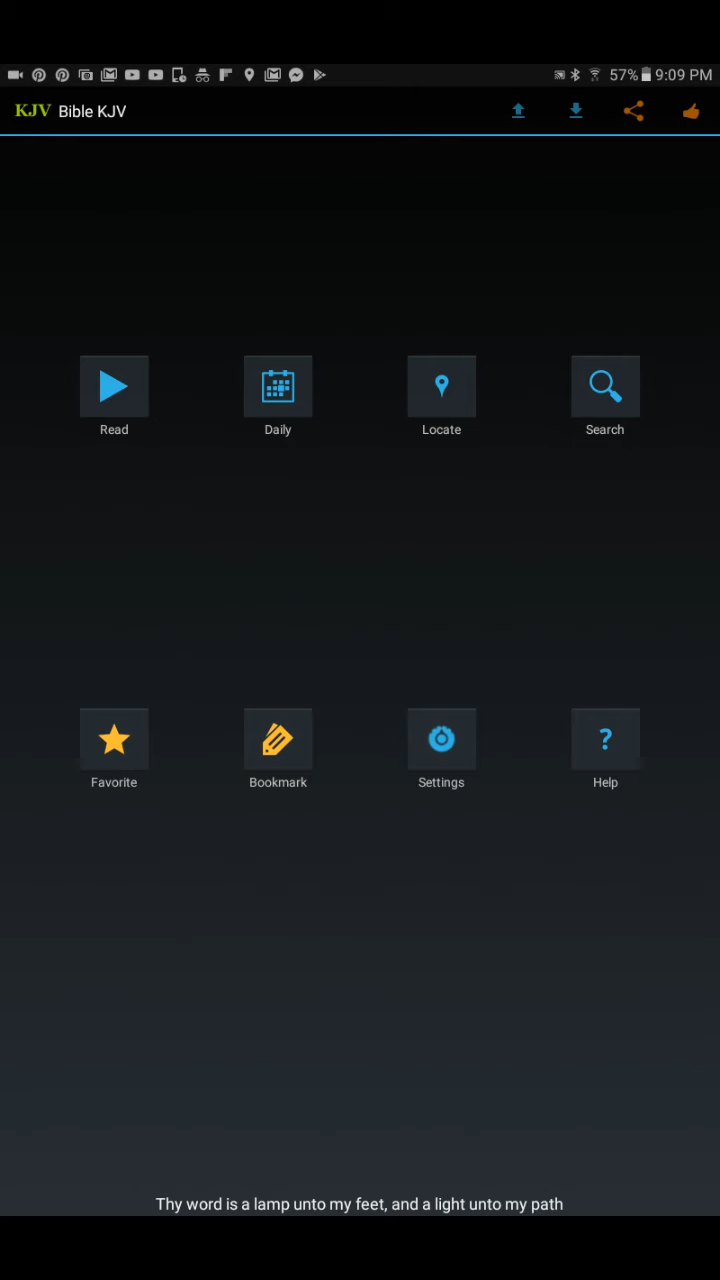 57% 9:09 PM
KJV Bible KJV
Read Daily Locate Search
Favorite Bookmark Settings Help
Thy word is a lamp unto my feet, and a light unto my path